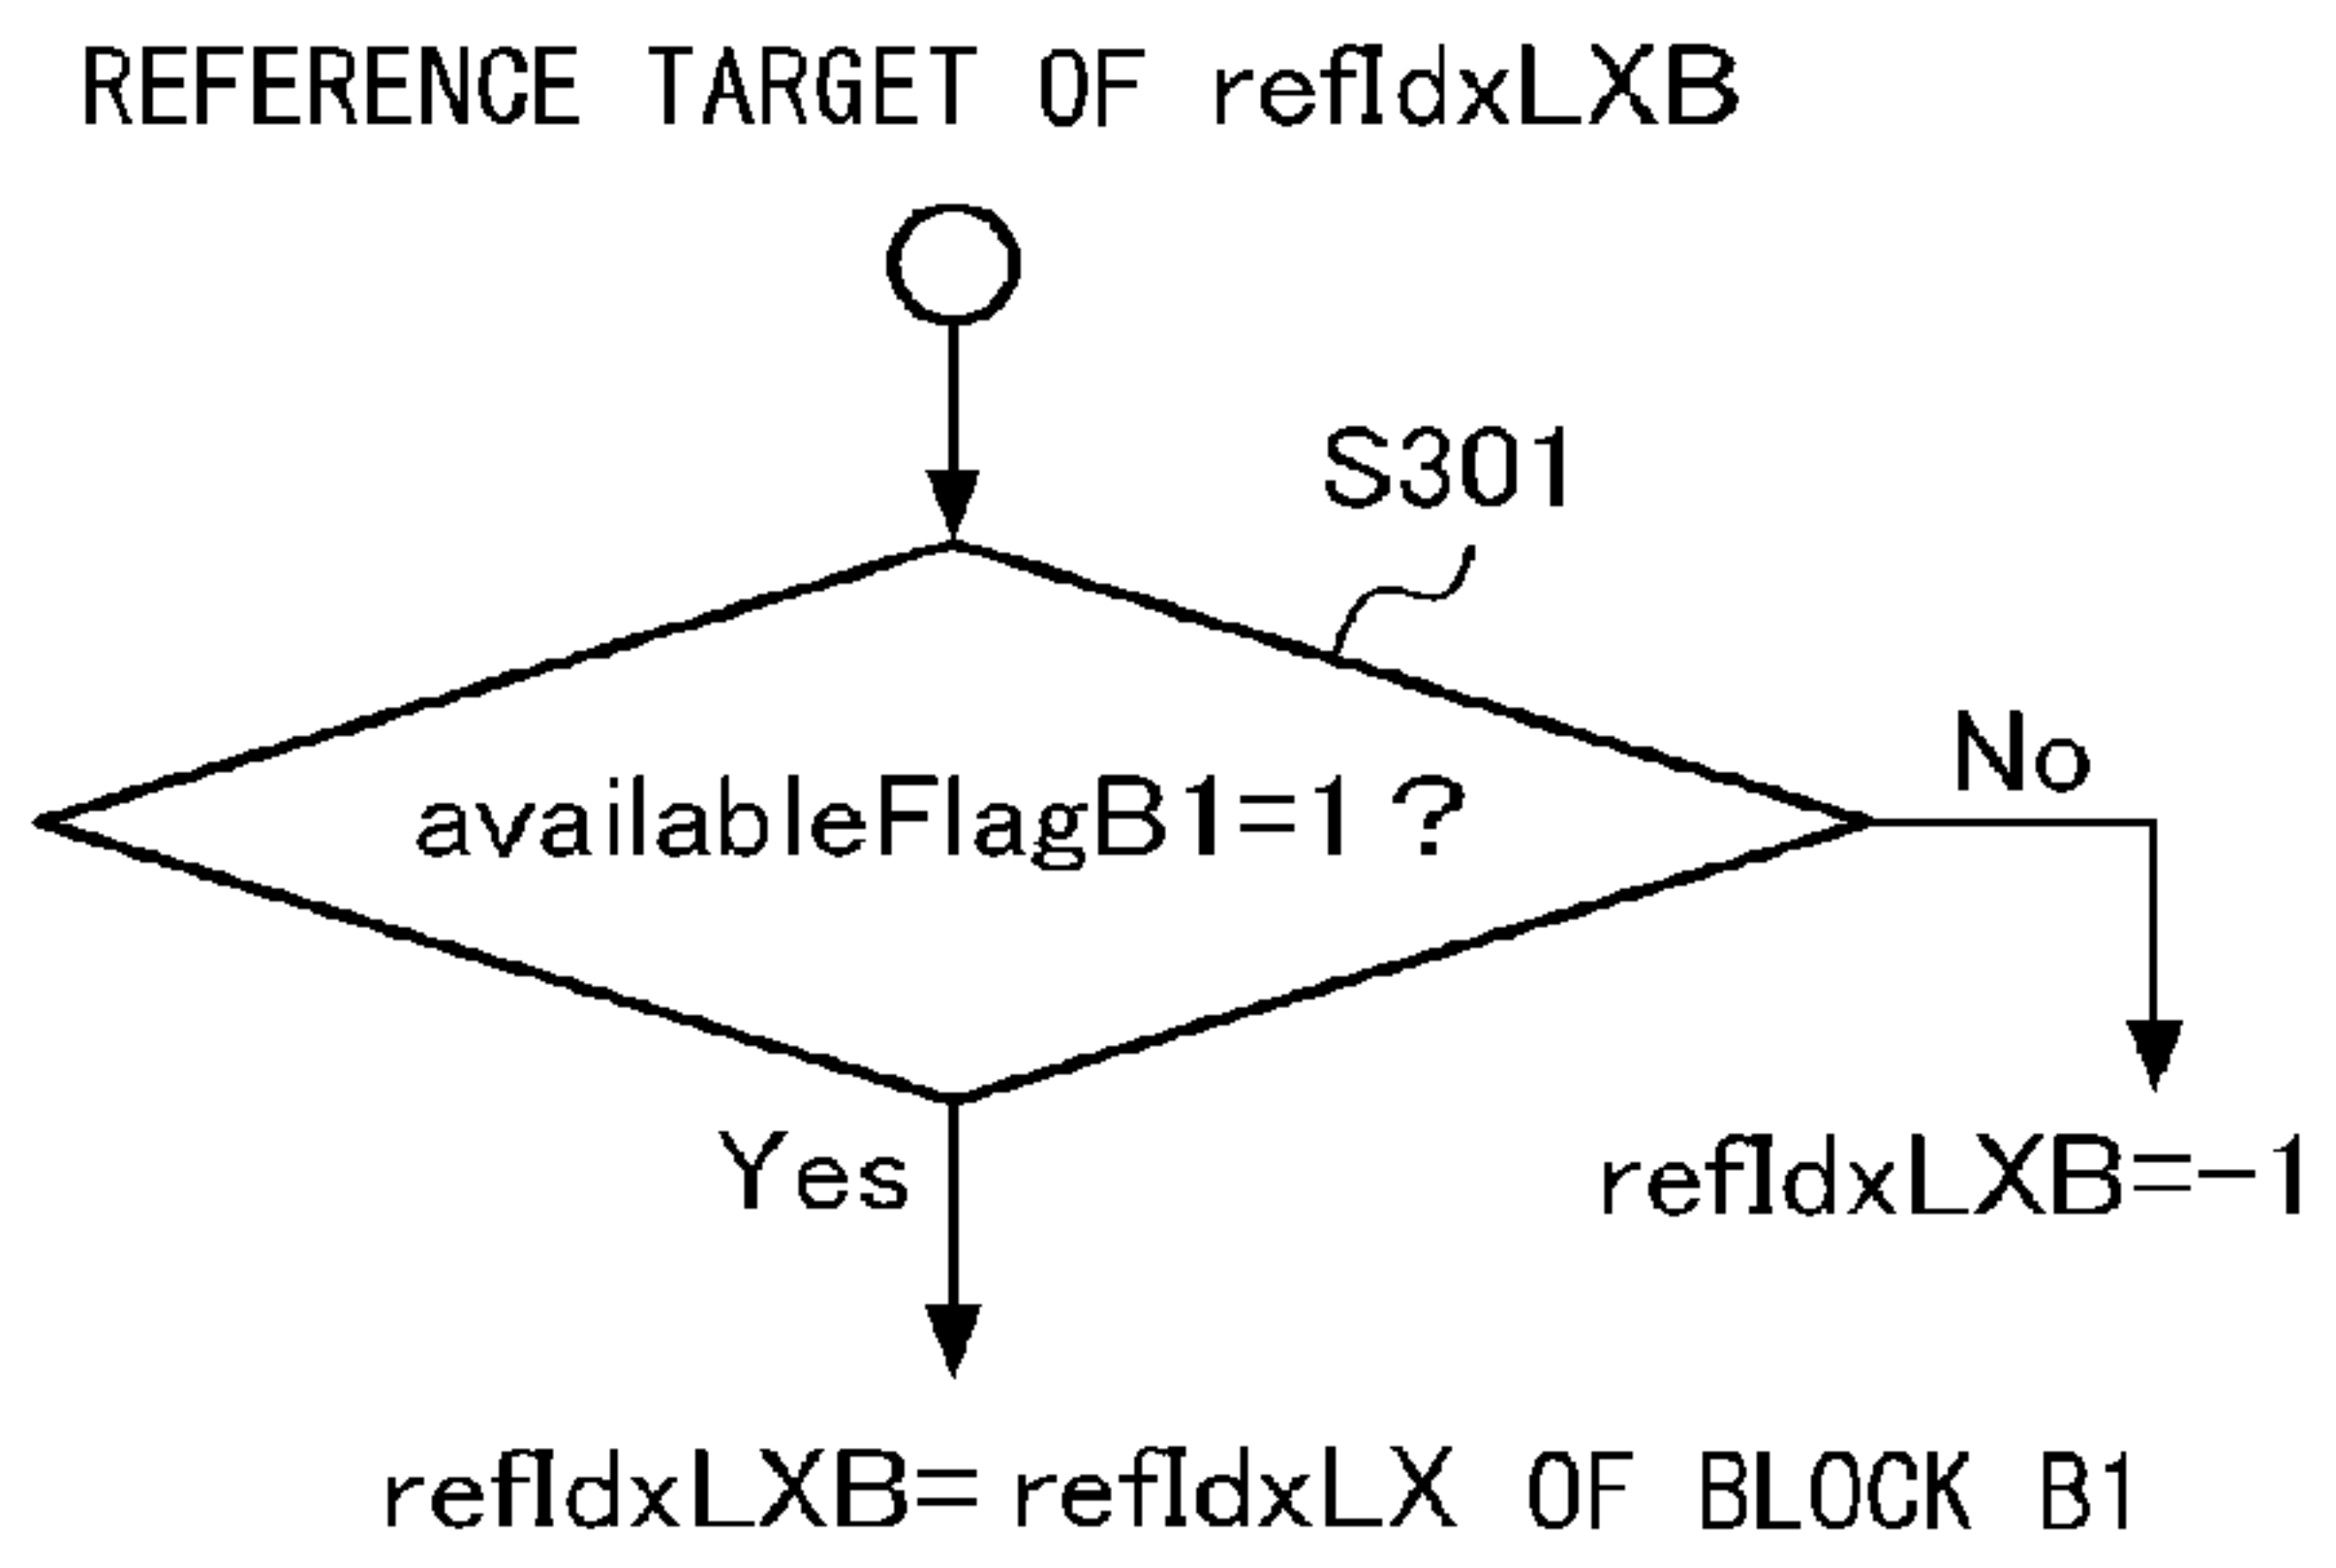 REFERENCE TARGET OF refIdxLXB
S301
availableFlagB1=1?
No
Yes
refIdxLXB=-1
refIdxLXB= refIdxLX OF BLOCK B1